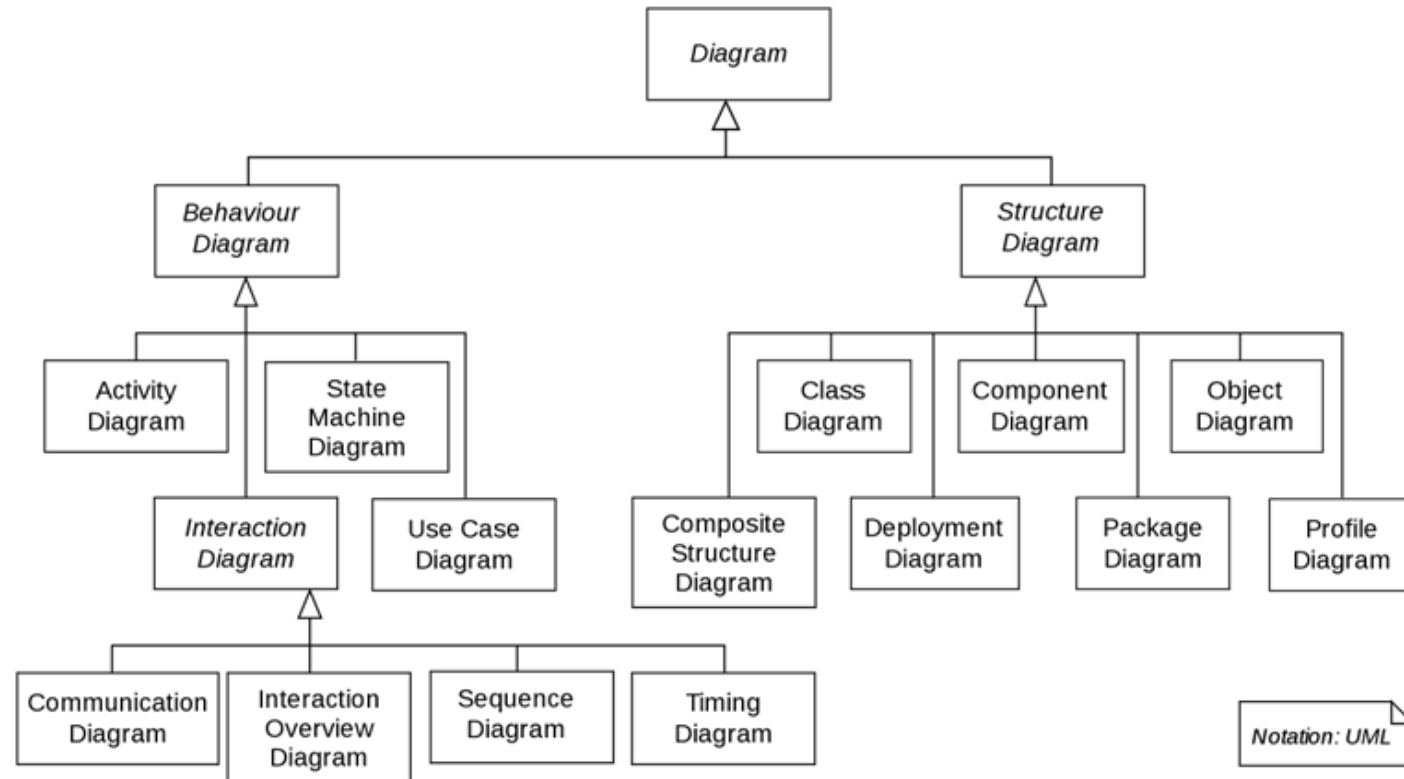 Diagram
Behaviour
Diagram
Structure
Diagram
Activity
Diagram
State
Machine
Diagram
Class
Diagram
Component
Diagram
Object
Diagram
Interaction
Diagram
Use Case
Diagram
Composite
Structure
Diagram
Deployment
Diagram
Package
Diagram
Profile
Diagram
Communication
Diagram
Interaction
Overview
Diagram
Sequence
Diagram
Timing
Diagram
Notation: UML